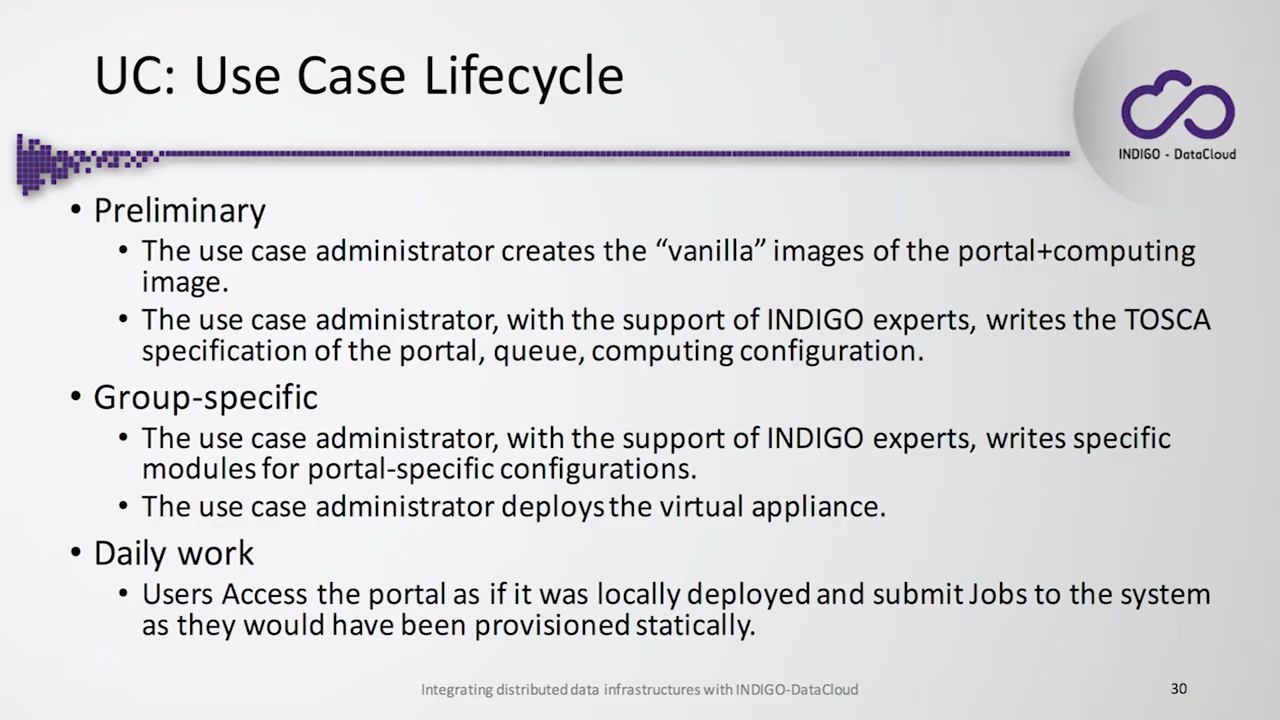 UC: Use Case Lifecycle
INDIGO - DataCloud
• Preliminary
• The use case administrator creates the “vanilla” images of the portal+computing
image.
• The use case administrator, with the support of INDIGO experts, writes the TOSCA
specification of the portal, queue, computing configuration.
• Group-specific
• The use case administrator, with the support of INDIGO experts, writes specific
modules for portal-specific configurations.
• The use case administrator deploys the virtual appliance.
• Daily work
• Users Access the portal as if it was locally deployed and submit Jobs to the system
as they would have been provisioned statically.
Integrating distributed data infrastructures with INDIGO-DataCloud
30